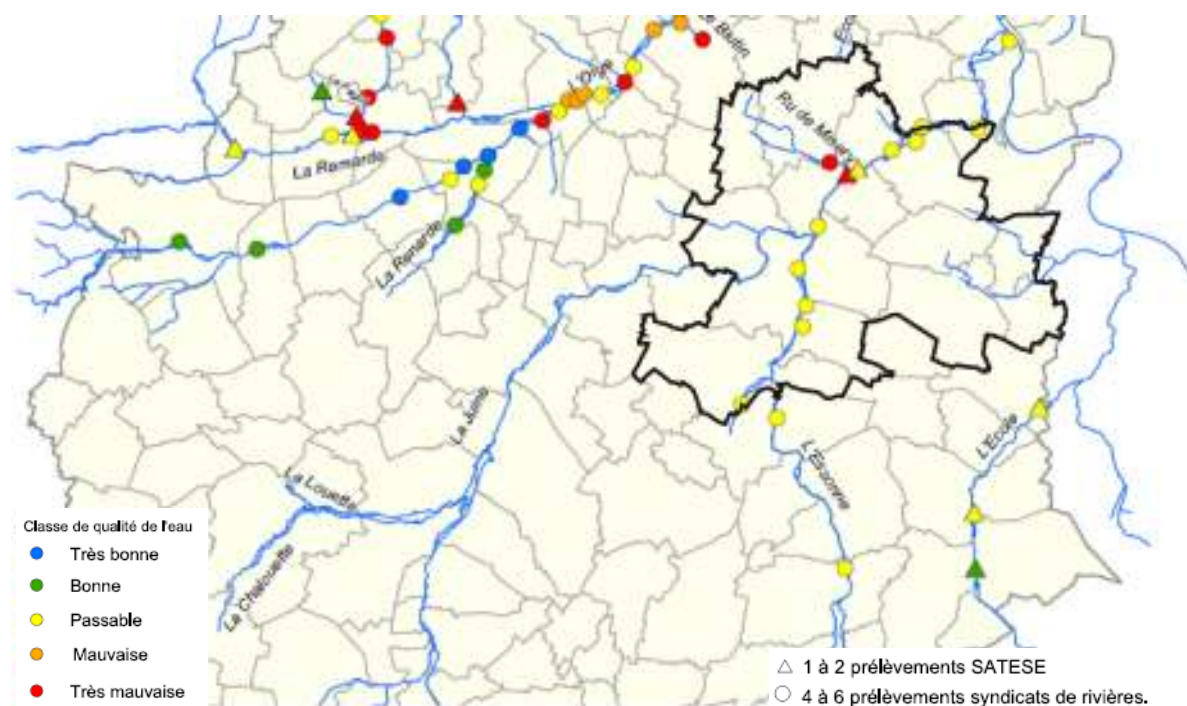 L'Orge
Ru de Misery
La Remarde
La Renarde
La Juine
L'Ecole
L'Essonne
La Louette
La Chalouette
Classe de qualité de l'eau
Très bonne
Bonne
Passable
Mauvaise
Très mauvaise
1 à 2 prélèvements SATESE
4 à 6 prélèvements syndicats de rivières.